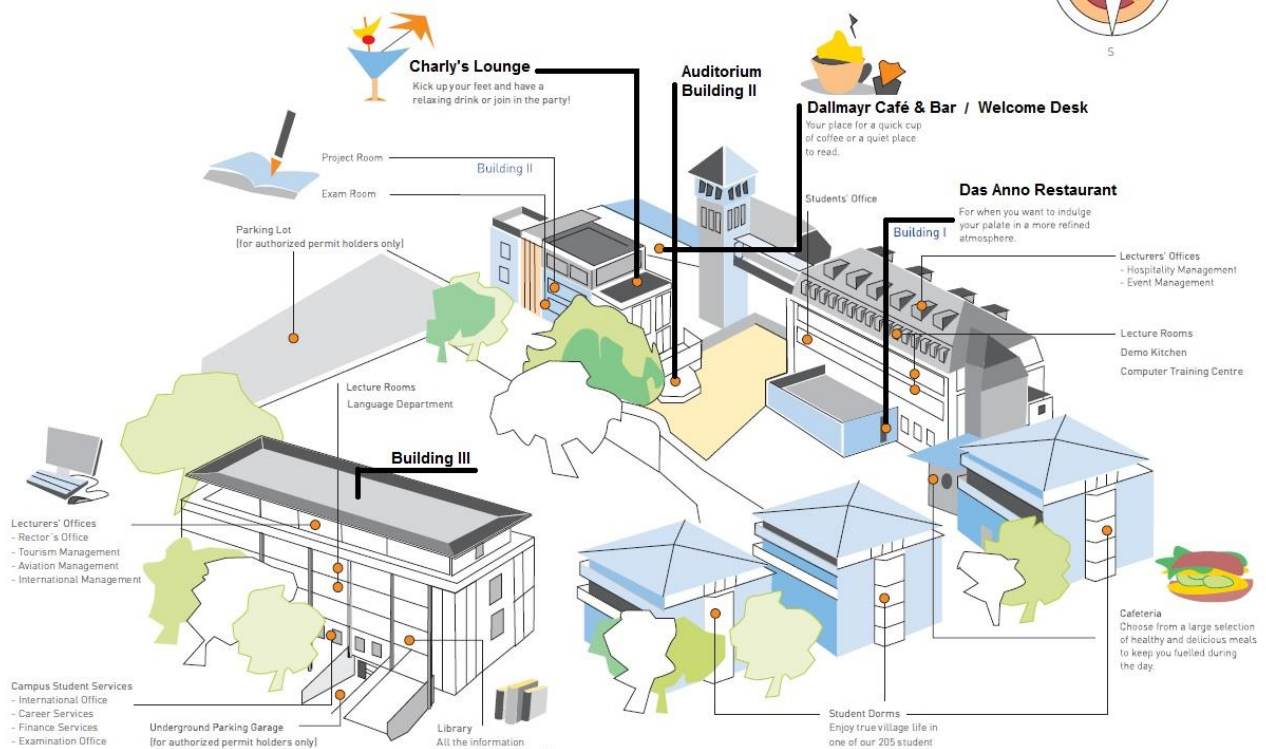 S
Charly's Lounge
Kick up your feet and have a
relaxing drink or join in the party!
Auditorium
Building II
Dallmayr Café & Bar / Welcome Desk
Your place for a quick cup
of coffee or a quiet place
to read.
Project Room
Building II
Exam Room
Students' Office
Das Anno Restaurant
For when you want to indulge
your palate in a more refined
atmosphere.
Building I
Parking Lot
(for authorized permit holders only)
Lecturers' Offices
- Hospitality Management
- Event Management
Lecture Rooms
Demo Kitchen
Computer Training Centre
Lecture Rooms
Language Department
Building III
Lecturers' Offices
- Rector´s Office
- Tourism Management
- Aviation Management
- International Management
Cafeteria
Choose from a large selection
of healthy and delicious meals
to keep you fuelled during
the day.
Campus Student Services
- International Office
- Career Services
- Finance Services
- Examination Office
Underground Parking Garage
(for authorized permit holders only)
Library
All the information
Student Dorms
Enjoy true village life in
one of our 205 student